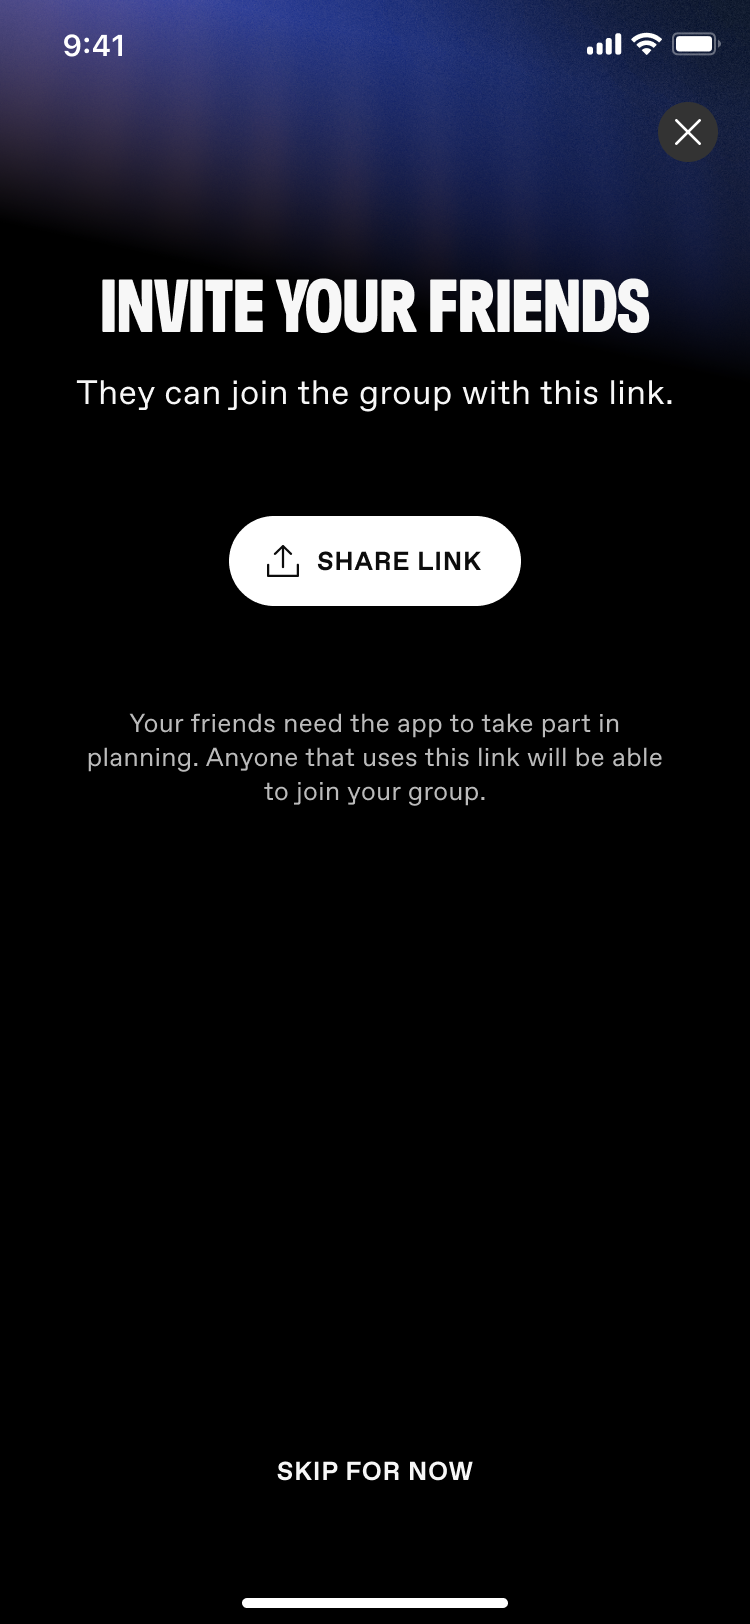 9:41
INVITE YOUR FRIENDS
They can join the group with this link.
SHARE LINK
Your friends need the app to take part in
planning. Anyone that uses this link will be able
to join your group.
SKIP FOR NOW